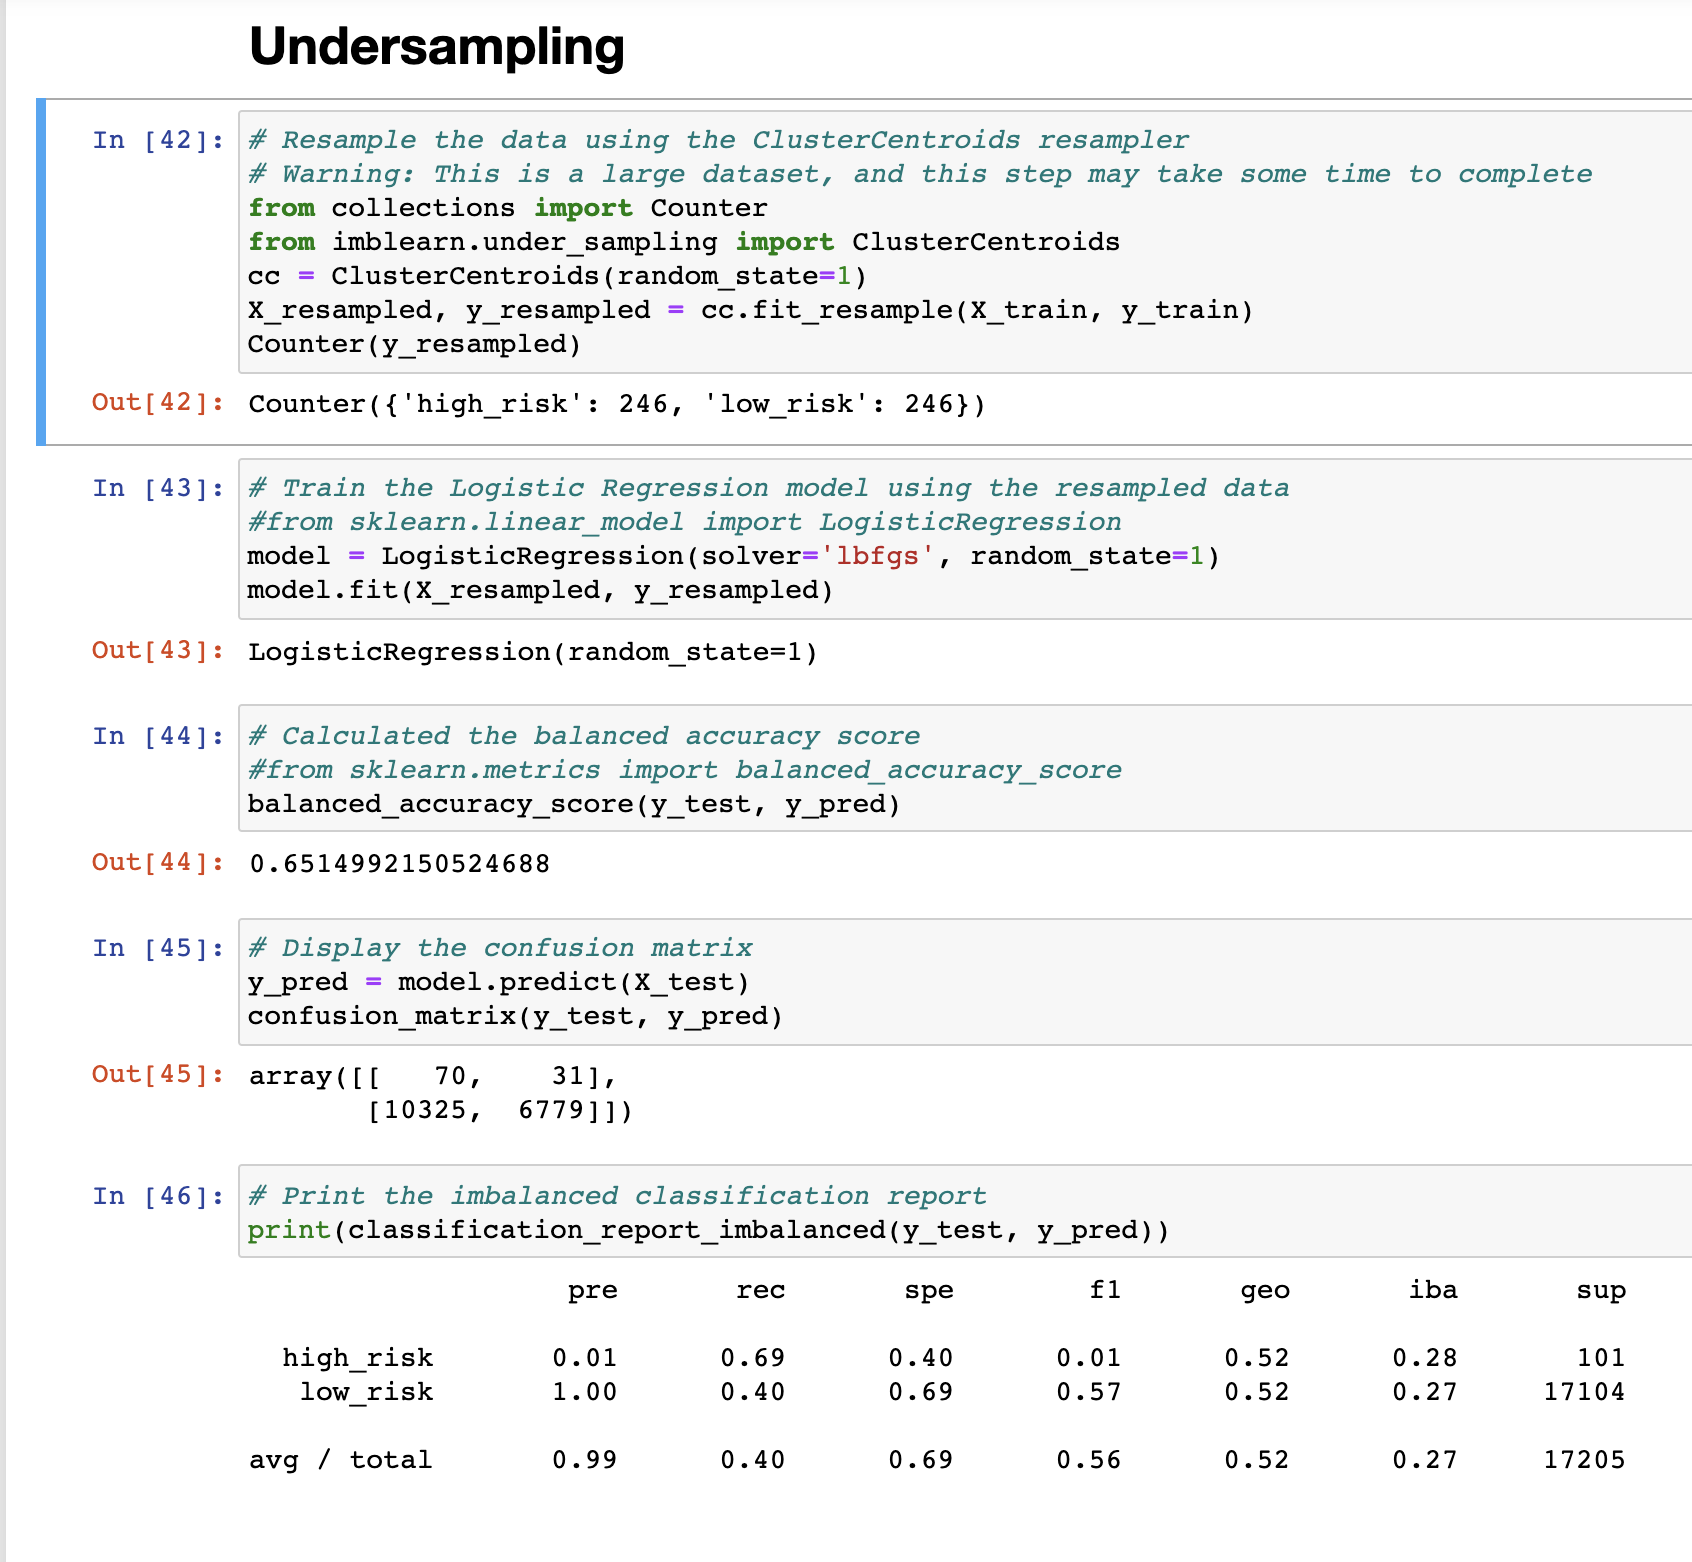 Undersampling
In [42]: # Resample the data using the ClusterCentroids resampler
# Warning: This is a large dataset, and this step may take some time to complete
from collections import Counter
from imblearn.under_sampling import ClusterCentroids
cc = ClusterCentroids(random_state=1)
X_resampled, y_resampled = cc.fit_resample(X_train, y_train)
Counter(y_resampled)
Out[42]: Counter({'high_risk': 246, 'low_risk': 246})
In [43]: # Train the Logistic Regression model using the resampled data
#from sklearn.linear_model import LogisticRegression
model = LogisticRegression(solver='lbfgs', random_state=1)
model.fit(X_resampled, y_resampled)
Out[43]: LogisticRegression(random_state=1)
In [44]: # Calculated the balanced accuracy score
#from sklearn.metrics import balanced_accuracy_score
balanced_accuracy_score(y_test, y_pred)
Out[44]: 0.6514992150524688
In [45]: # Display the confusion matrix
y_pred = model.predict(X_test)
confusion_matrix(y_test, y_pred)
Out[45]: array([[   70,    31],
       [10325,  6779]])
In [46]: # Print the imbalanced classification report
print(classification_report_imbalanced(y_test, y_pred))
pre rec spe f1 geo iba sup
high_risk 0.01 0.69 0.40 0.01 0.52 0.28 101
low_risk 1.00 0.40 0.69 0.57 0.52 0.27 17104
avg / total 0.99 0.40 0.69 0.56 0.52 0.27 17205